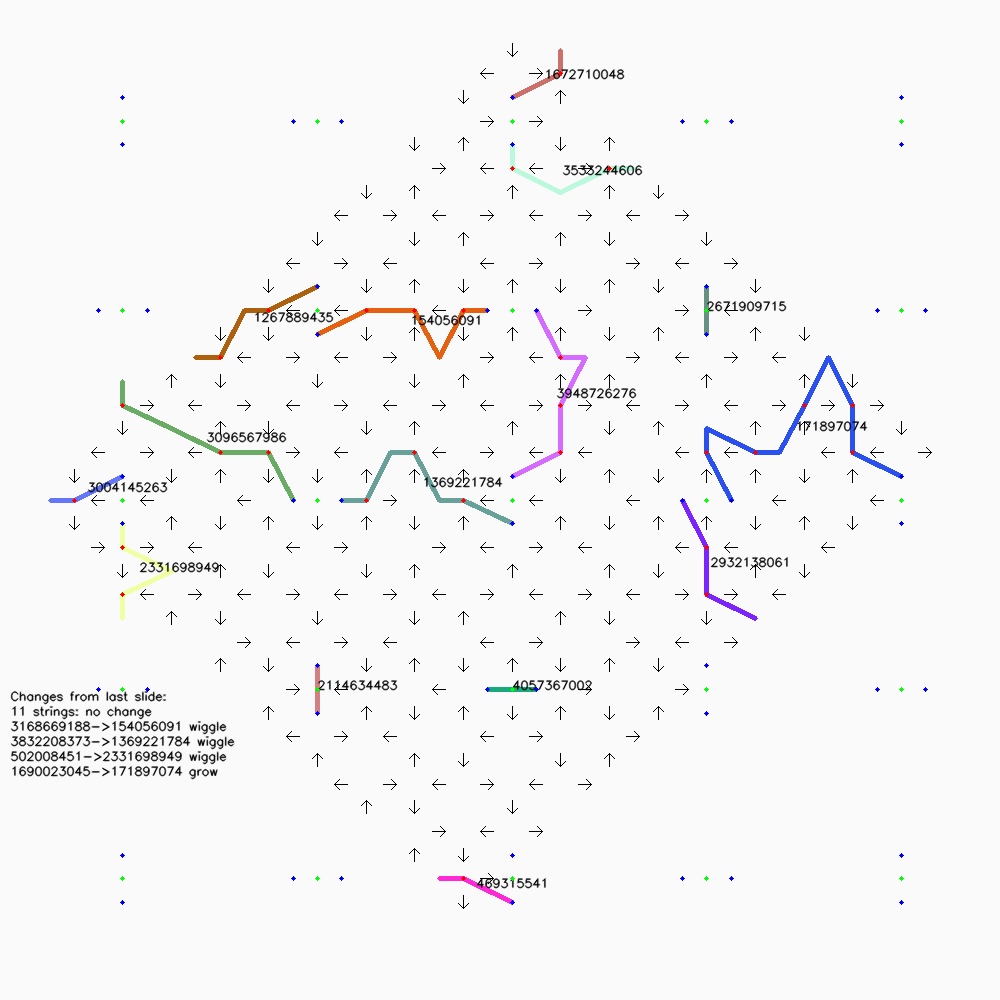 1672710048
3533244606
2671909715
1267889435
154056091
3948726276
171897074
3096567986
1369221784
3004145263
2932138061
2331698949
2114634483
4057367002
Changes from last slide:
11 strings: no change
3168669188->154056091 wiggle
3832208373->1369221784 wiggle
502008451->2331698949 wiggle
1690023045->171897074 grow
469315541